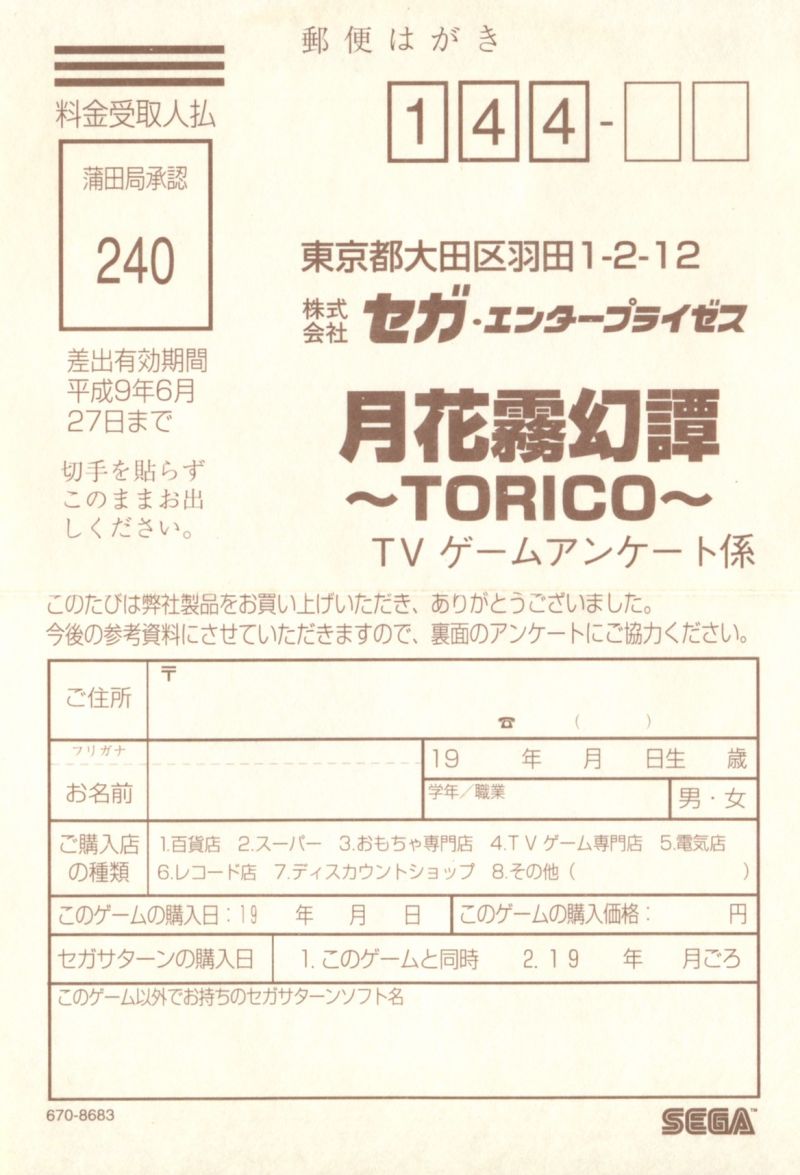 郵便はがき
料金受取人払
蒲田局承認
240
差出有効期間
平成9年6月
27日まで
切手を貼らず
このままお出
しください。
144-
東京都大田区羽田1-2-12
株式会社 セガ・エンタープライゼス
月花霧幻譚
〜TORICO〜
TVゲームアンケート係
このたびは弊社製品をお買い上げいただき、ありがとうございました。
今後の参考資料にさせていただきますので、裏面のアンケートにご協力ください。
ご住所 〒
☎ ( )
フリガナ
お名前
19 年 月 日生 歳
学年/職業 男・女
ご購入店の種類
1.百貨店 2.スーパー 3.おもちゃ専門店 4.TVゲーム専門店 5.電気店
6.レコード店 7.ディスカウントショップ 8.その他( )
このゲームの購入日:19 年 月 日 このゲームの購入価格: 円
セガサターンの購入日 1.このゲームと同時 2.19 年 月ごろ
このゲーム以外でお持ちのセガサターンソフト名
670-8683
SEGA™